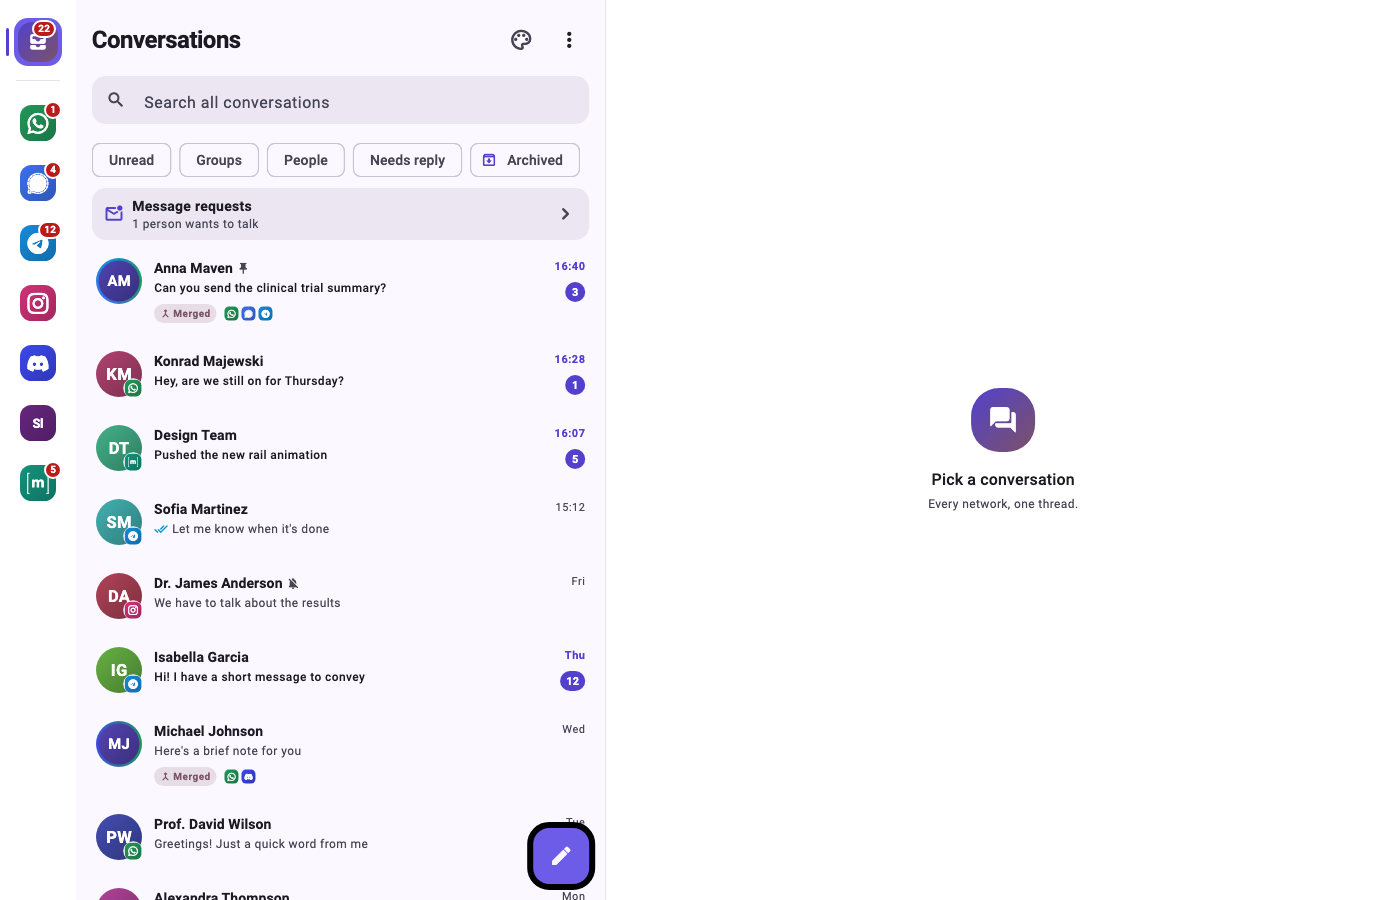 22
Conversations
Search all conversations
Unread Groups People Needs reply Archived
Message requests
1 person wants to talk
1
4
12
SI
[m]
5
Anna Maven 16:40
AM
Can you send the clinical trial summary? 3
Merged
Konrad Majewski 16:28
KM
Hey, are we still on for Thursday? 1
Design Team 16:07
DT
[m]
Pushed the new rail animation 5
Sofia Martinez 15:12
SM
Let me know when it's done
Dr. James Anderson Fri
DA
We have to talk about the results
Isabella Garcia Thu
IG
Hi! I have a short message to convey 12
Michael Johnson Wed
MJ
Here's a brief note for you
Merged
Prof. David Wilson Tue
PW
Greetings! Just a quick word from me
Alexandra Thompson Mon
Pick a conversation
Every network, one thread.